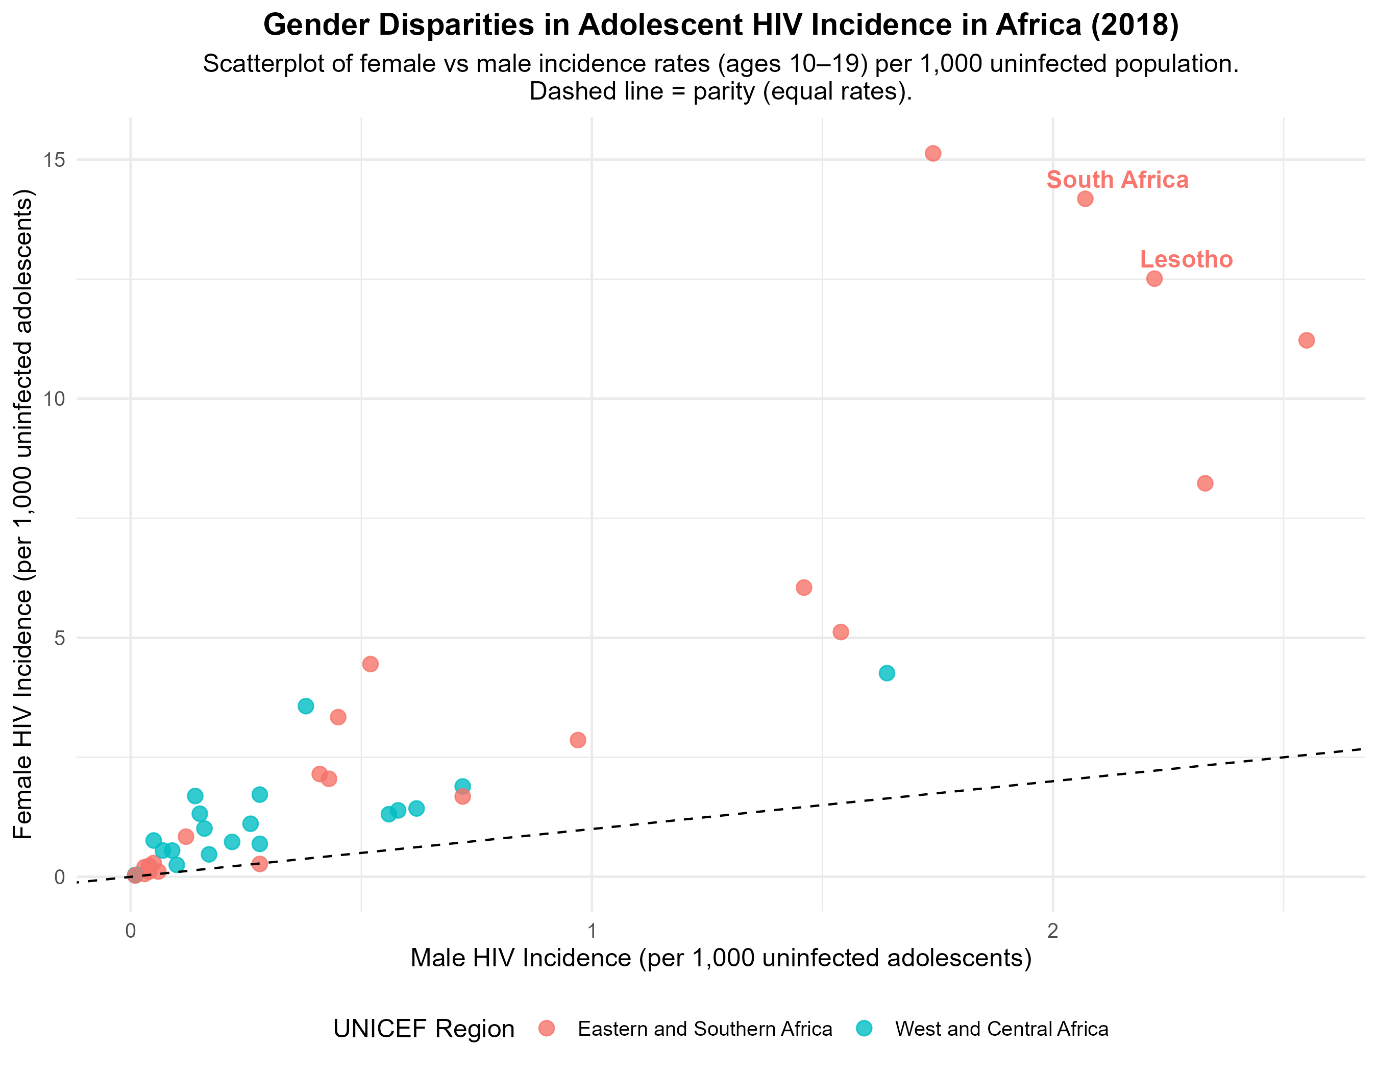 Gender Disparities in Adolescent HIV Incidence in Africa (2018)
Scatterplot of female vs male incidence rates (ages 10–19) per 1,000 uninfected population.
Dashed line = parity (equal rates).
Female HIV Incidence (per 1,000 uninfected adolescents)
15
10
5
0
South Africa
Lesotho
0
1
2
Male HIV Incidence (per 1,000 uninfected adolescents)
UNICEF Region
Eastern and Southern Africa
West and Central Africa